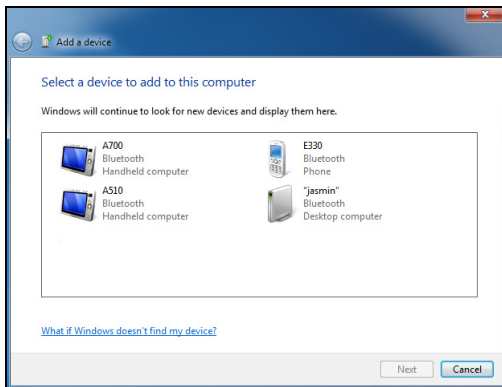 Add a device
Select a device to add to this computer
Windows will continue to look for new devices and display them here.
A700
Bluetooth
Handheld computer
E330
Bluetooth
Phone
A510
Bluetooth
Handheld computer
"jasmin"
Bluetooth
Desktop computer
What if Windows doesn't find my device?
Next
Cancel